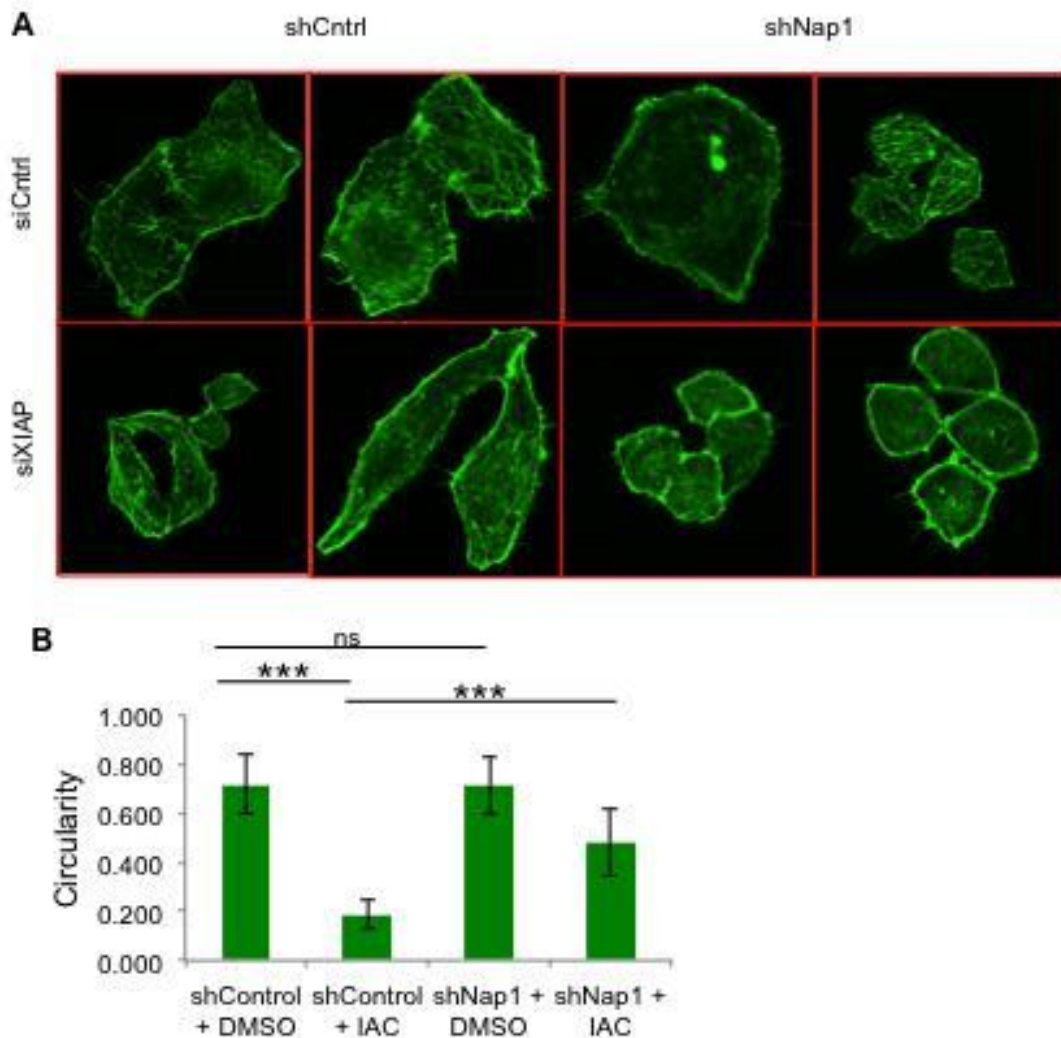 A
shCntrl shNap1
siCntrl
siXIAP
B
ns
***
***
1.000
0.800
0.600
0.400
0.200
0.000
Circularity
shControl shControl shNap1 + shNap1 +
+ DMSO + IAC DMSO IAC